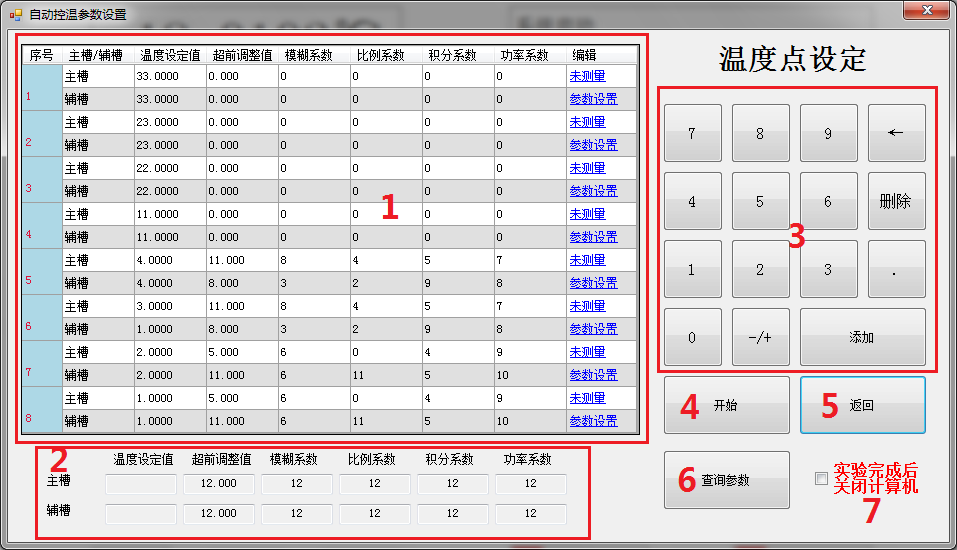 自动控温参数设置
温度点设定
序号 主槽/辅槽 温度设定值 超前调整值 模糊系数 比例系数 积分系数 功率系数 编辑
主槽 33.0000 0.000 0 0 0 0 未测量
1 辅槽 33.0000 0.000 0 0 0 0 参数设置
主槽 23.0000 0.000 0 0 0 0 未测量
2 辅槽 23.0000 0.000 0 0 0 0 参数设置
主槽 22.0000 0.000 0 0 0 0 未测量
3 辅槽 22.0000 0.000 0 0 0 0 参数设置
主槽 11.0000 0.000 0 0 0 0 未测量
4 辅槽 11.0000 0.000 0 0 0 0 参数设置
主槽 4.0000 11.000 8 4 5 7 未测量
5 辅槽 4.0000 8.000 3 2 9 8 参数设置
主槽 3.0000 11.000 8 4 5 7 未测量
6 辅槽 1.0000 8.000 3 2 9 8 参数设置
主槽 2.0000 5.000 6 0 4 9 未测量
7 辅槽 2.0000 11.000 6 11 5 10 参数设置
主槽 1.0000 5.000 6 0 4 9 未测量
8 辅槽 1.0000 11.000 6 11 5 10 参数设置
1
2
温度设定值 超前调整值 模糊系数 比例系数 积分系数 功率系数
主槽 12.000 12 12 12 12
辅槽 12.000 12 12 12 12
7 8 9 ←
4 5 6 删除
3
1 2 3 .
0 -/+ 添加
4 开始 5 返回
6 查询参数
实验完成后
关闭计算机
7